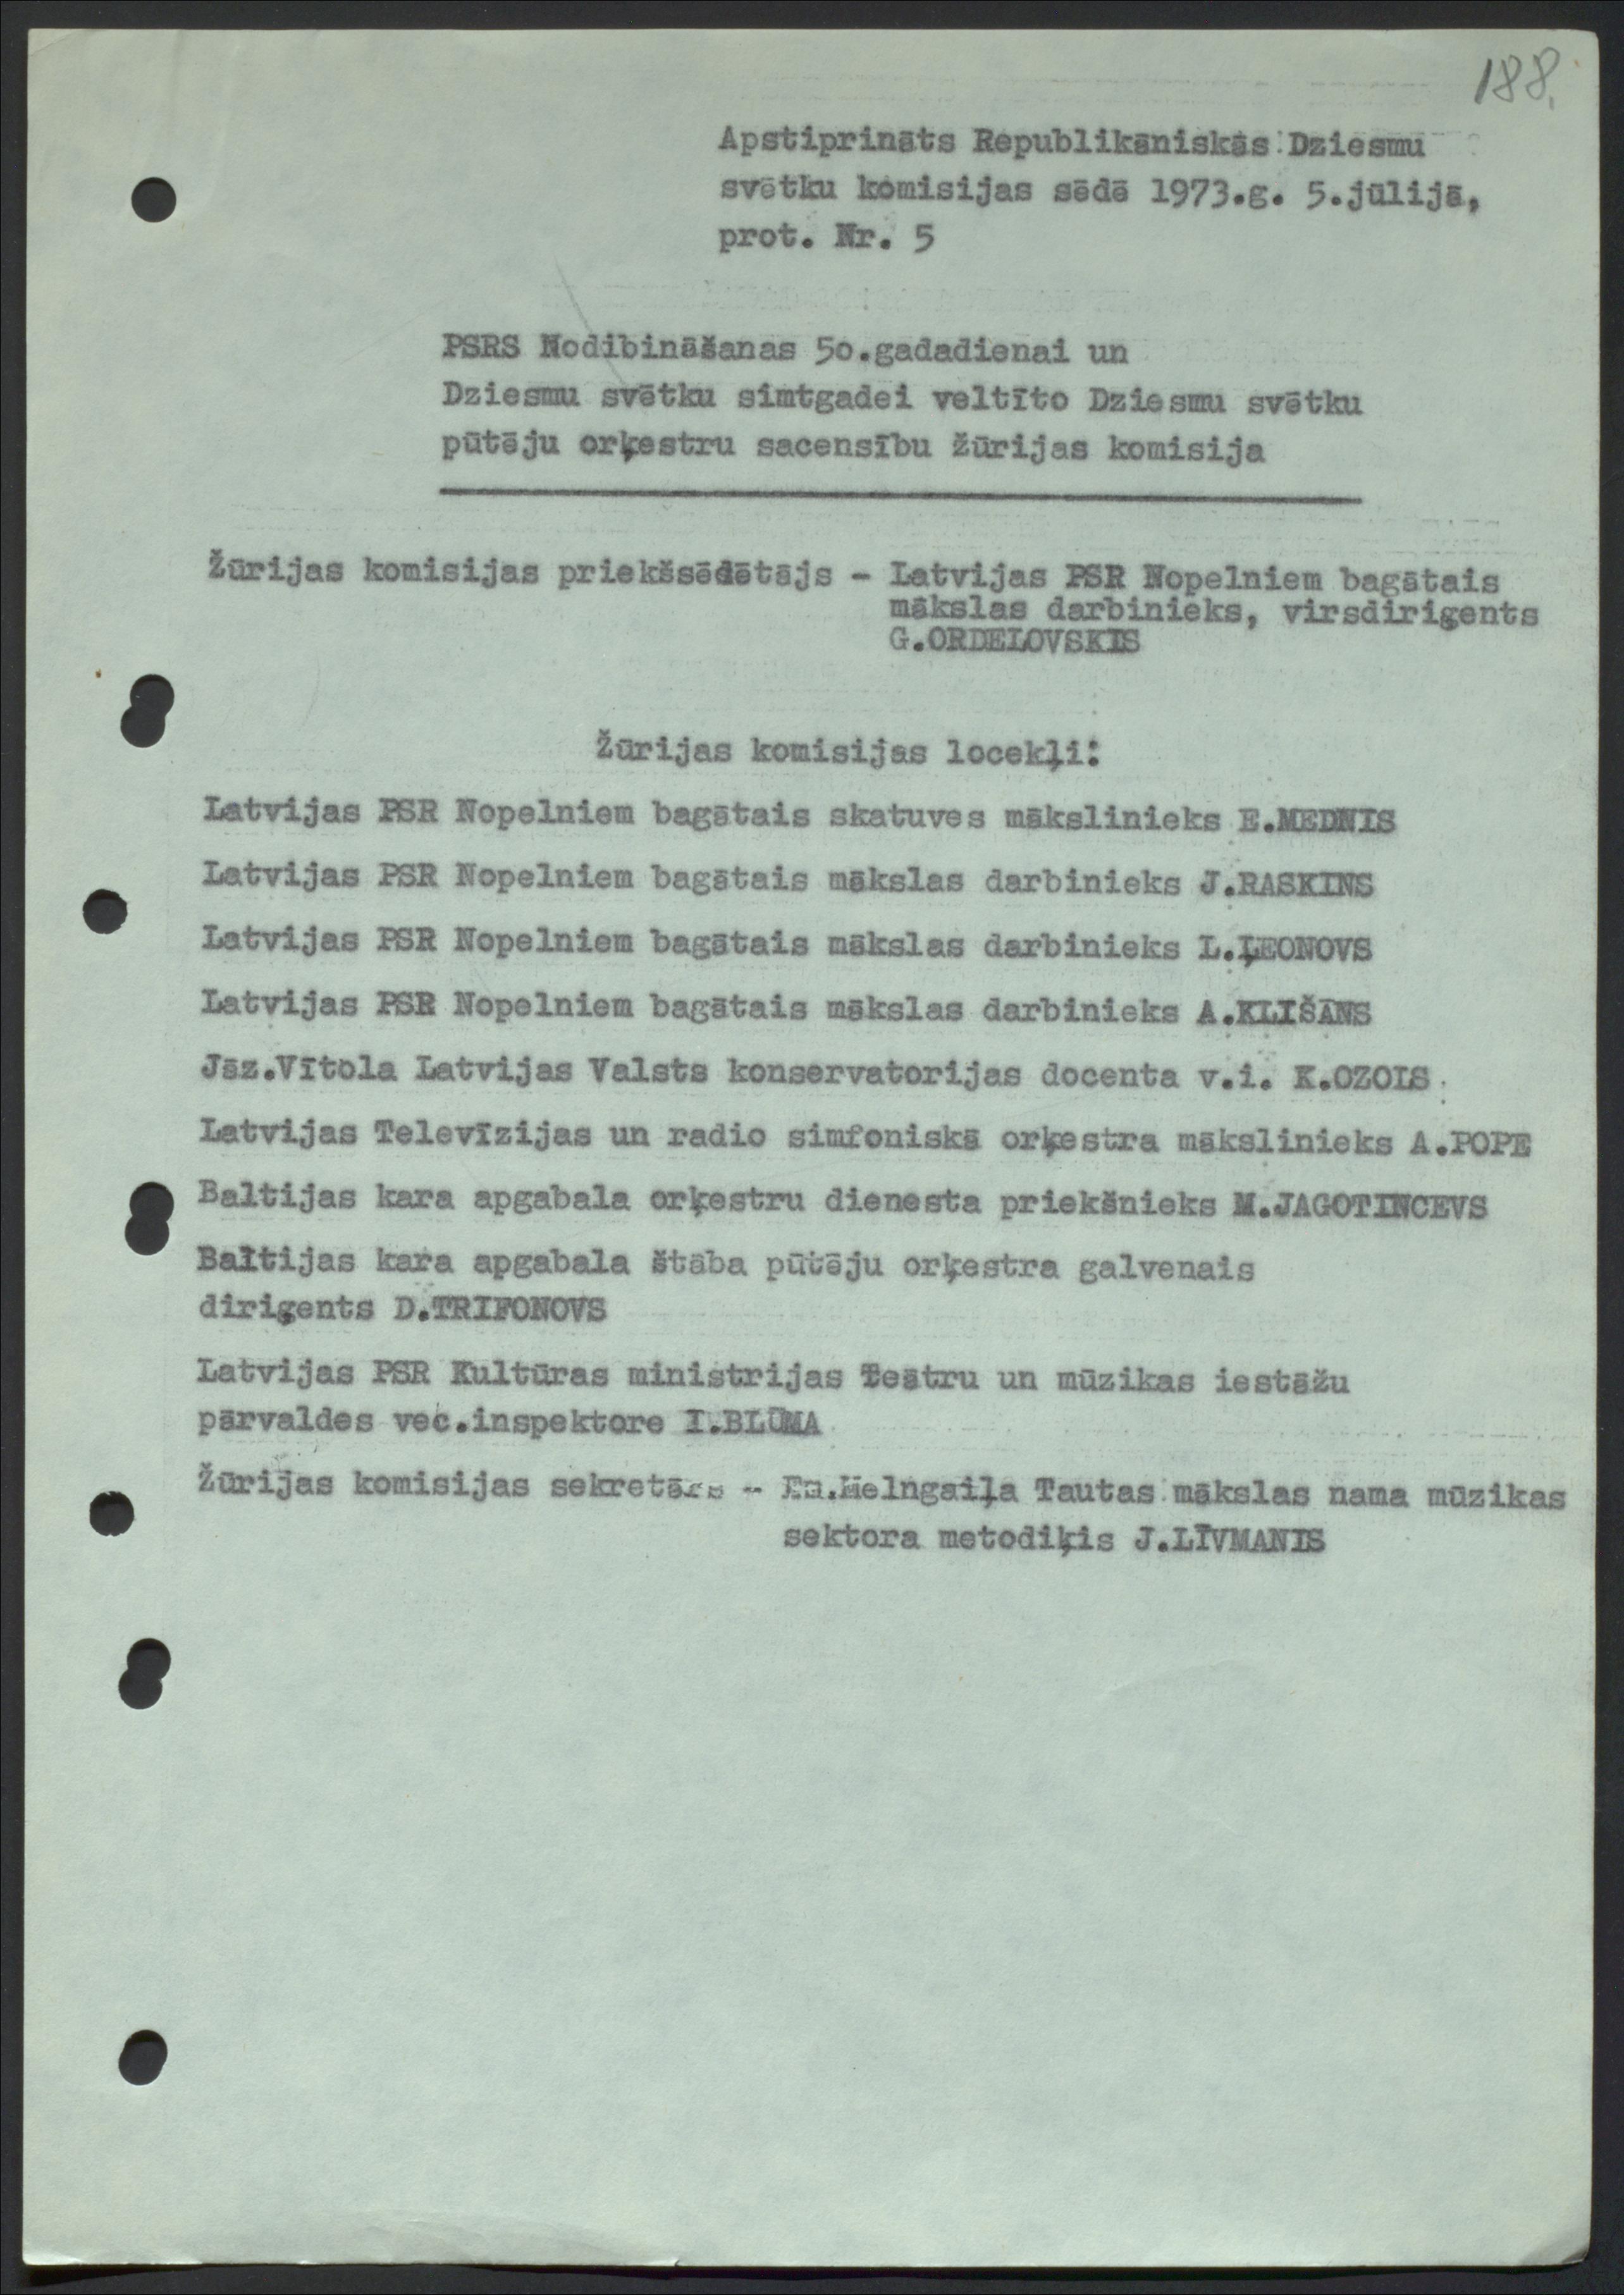 188.
Apstiprināts Republikāniskās Dziesmu
svētku komisijas sēdē 1973.g. 5.jūlijā,
prot. Nr. 5
PSRS Nodibināšanas 5o.gadadienai un
Dziesmu svētku simtgadei veltīto Dziesmu svētku
pūtēju orķestru sacensību žūrijas komisija
Žūrijas komisijas priekšsēdētājs - Latvijas PSR Nopelniem bagātais
mākslas darbinieks, virsdiriģents
G.ORDELOVSKIS
Žūrijas komisijas locekļi:
Latvijas PSR Nopelniem bagātais skatuves mākslinieks E.MEDNIS
Latvijas PSR Nopelniem bagātais mākslas darbinieks J.RASKINS
Latvijas PSR Nopelniem bagātais mākslas darbinieks L.ĻEONOVS
Latvijas PSR Nopelniem bagātais mākslas darbinieks A.KLIŠĀNS
Jāz.Vītola Latvijas Valsts konservatorijas docenta v.i. K.OZOLS
Latvijas Televīzijas un radio simfoniskā orķestra mākslinieks A.POPE
Baltijas kara apgabala orķestru dienesta priekšnieks M.JAGOTINCEVS
Baltijas kara apgabala štāba pūtēju orķestra galvenais
diriģents D.TRIFONOVS
Latvijas PSR Kultūras ministrijas Teātru un mūzikas iestāžu
pārvaldes vec.inspektore I.BLŪMA
Žūrijas komisijas sekretārs - Em.Melngaiļa Tautas mākslas nama mūzikas
sektora metodiķis J.LĪVMANIS